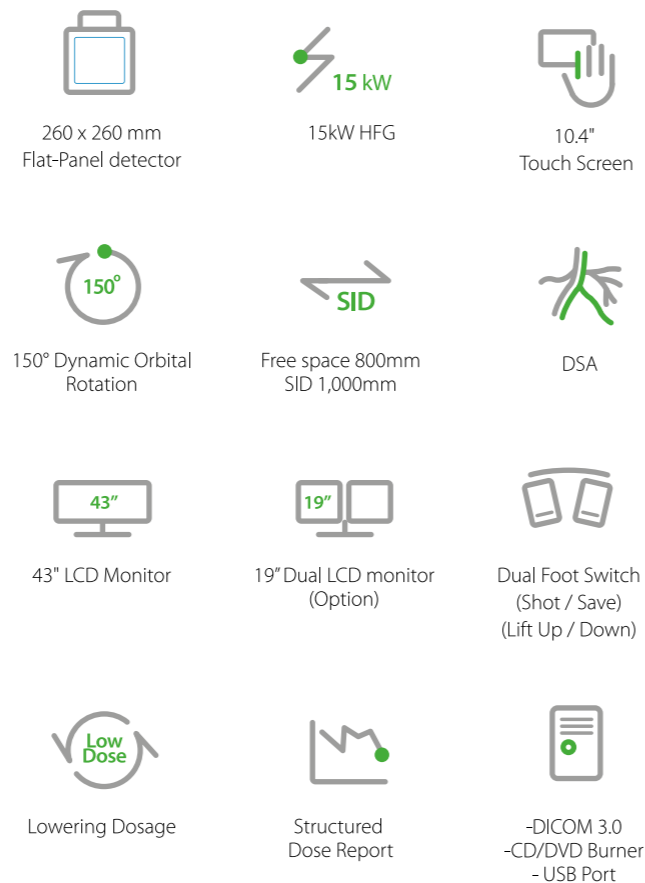 15 kW
260 x 260 mm
Flat-Panel detector
15kW HFG
10.4"
Touch Screen
150°
SID
150° Dynamic Orbital
Rotation
Free space 800mm
SID 1,000mm
DSA
43″
19″
43" LCD Monitor
19″ Dual LCD monitor
(Option)
Dual Foot Switch
(Shot / Save)
(Lift Up / Down)
Low
Dose
Lowering Dosage
Structured
Dose Report
-DICOM 3.0
-CD/DVD Burner
- USB Port